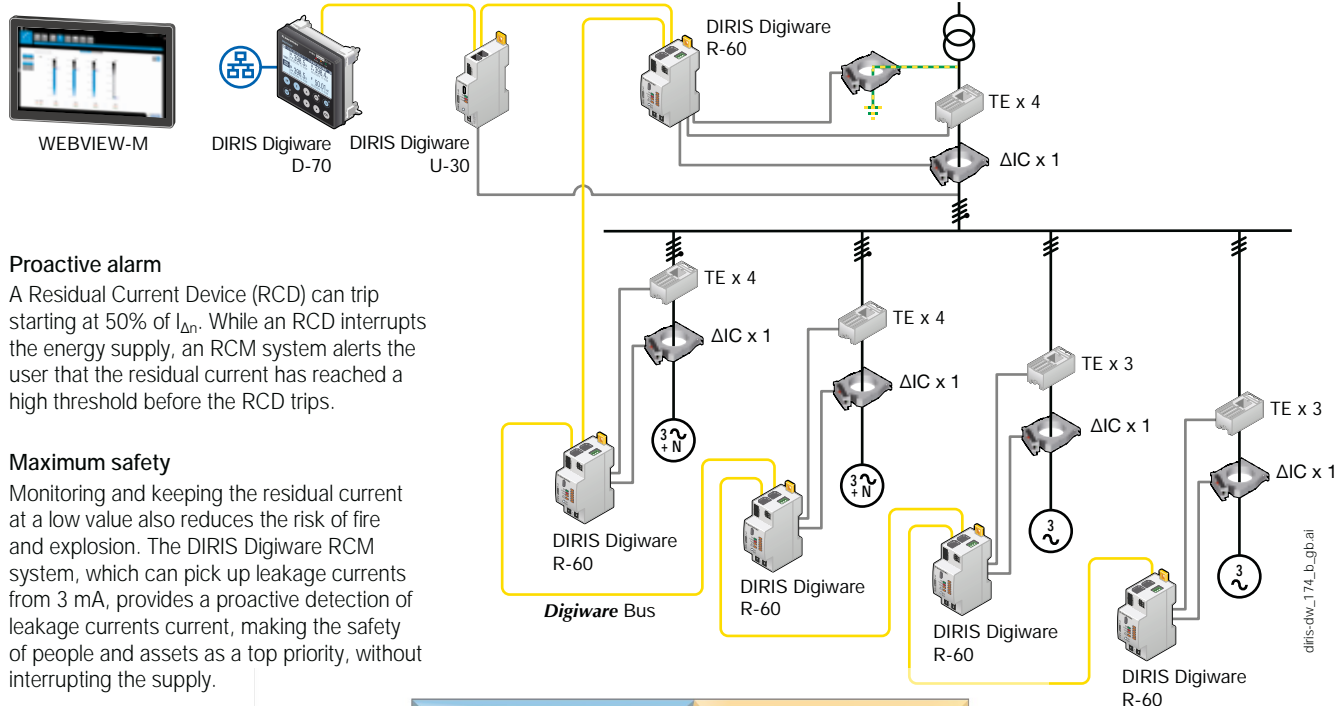 WEBVIEW-M
DIRIS Digiware
D-70
DIRIS Digiware
U-30
DIRIS Digiware
R-60
TE x 4
ΔIC x 1
Proactive alarm
A Residual Current Device (RCD) can trip
starting at 50% of IΔn. While an RCD interrupts
the energy supply, an RCM system alerts the
user that the residual current has reached a
high threshold before the RCD trips.
Maximum safety
Monitoring and keeping the residual current
at a low value also reduces the risk of fire
and explosion. The DIRIS Digiware RCM
system, which can pick up leakage currents
from 3 mA, provides a proactive detection of
leakage currents current, making the safety
of people and assets as a top priority, without
interrupting the supply.
TE x 4
ΔIC x 1
3
+ N
DIRIS Digiware
R-60
Digiware Bus
TE x 4
ΔIC x 1
3
+ N
DIRIS Digiware
R-60
TE x 3
ΔIC x 1
3
DIRIS Digiware
R-60
TE x 3
ΔIC x 1
3
DIRIS Digiware
R-60
diris-dw_174_b_gb.ai